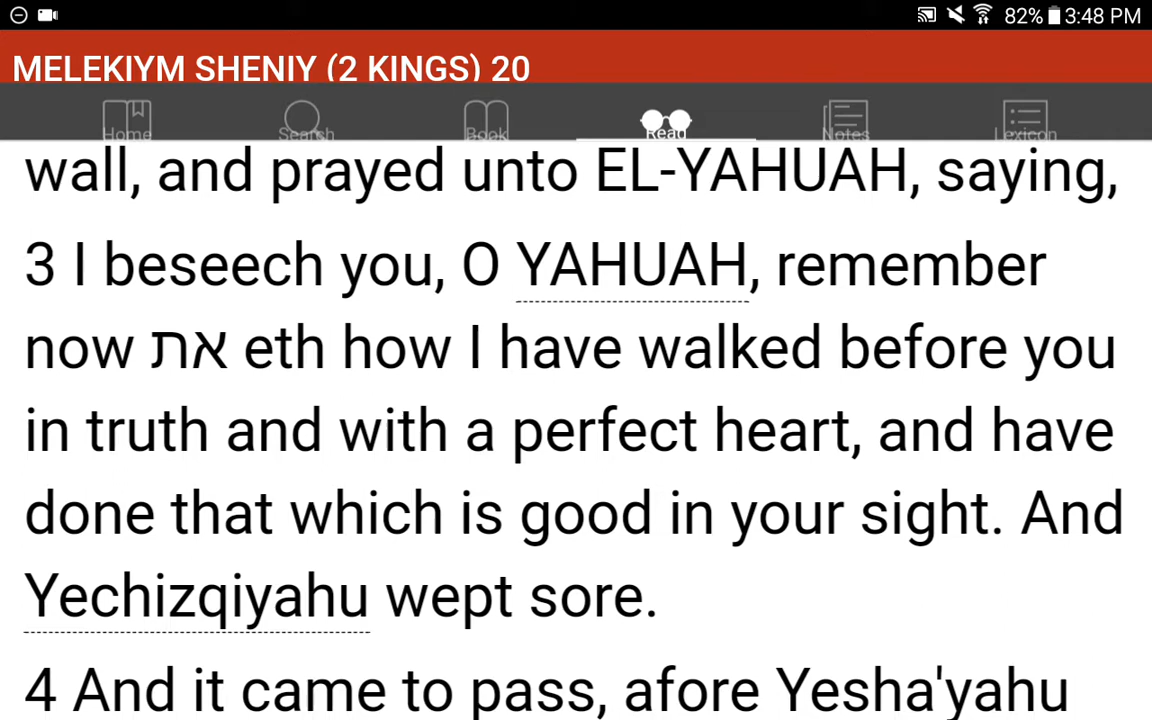 82% 3:48 PM
MELEKIYM SHENIY (2 KINGS) 20
Home Search Book Read Notes Lexicon
wall, and prayed unto EL-YAHUAH, saying,
3 I beseech you, O YAHUAH, remember
now את eth how I have walked before you
in truth and with a perfect heart, and have
done that which is good in your sight. And
Yechizqiyahu wept sore.
4 And it came to pass, afore Yesha'yahu